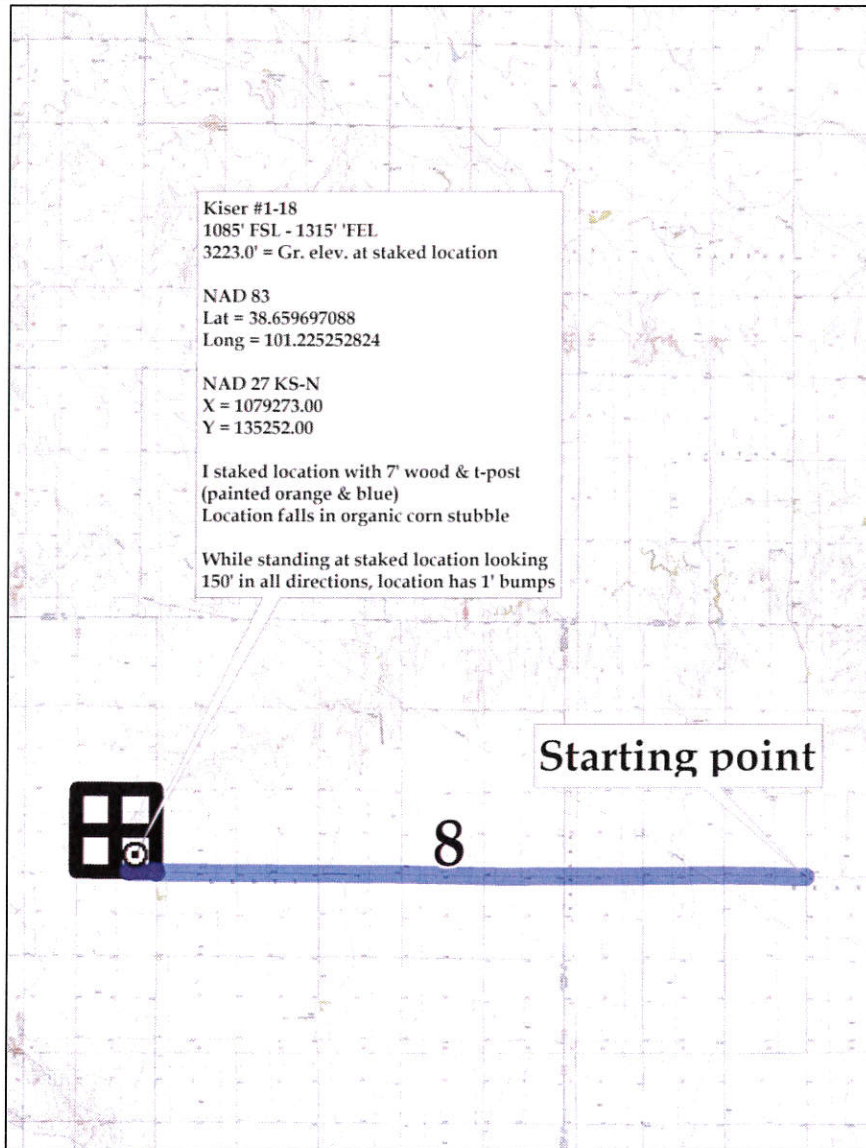 Kiser #1-18
1085' FSL - 1315' 'FEL
3223.0' = Gr. elev. at staked location
NAD 83
Lat = 38.659697088
Long = 101.225252824
NAD 27 KS-N
X = 1079273.00
Y = 135252.00
I staked location with 7' wood & t-post
(painted orange & blue)
Location falls in organic corn stubble
While standing at staked location looking
150' in all directions, location has 1' bumps
Starting point
8